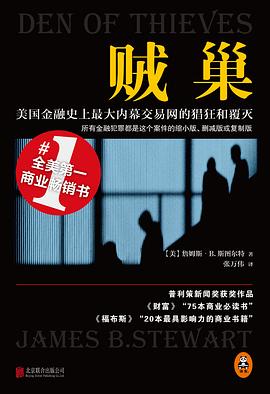 DEN OF THIEVES
贼巢
美国金融史上最大内幕交易网的猖狂和覆灭
所有金融犯罪都是这个案件的缩小版、删减版或复制版
#1
全美第一
商业畅销书
【美】詹姆斯·B.斯图尔特
张万伟 译
普利策新闻奖获奖作品
《财富》“75本商业必读书”
《福布斯》“20本最具影响力的商业书籍”
JAMES B.STEWART
北京联合出版公司